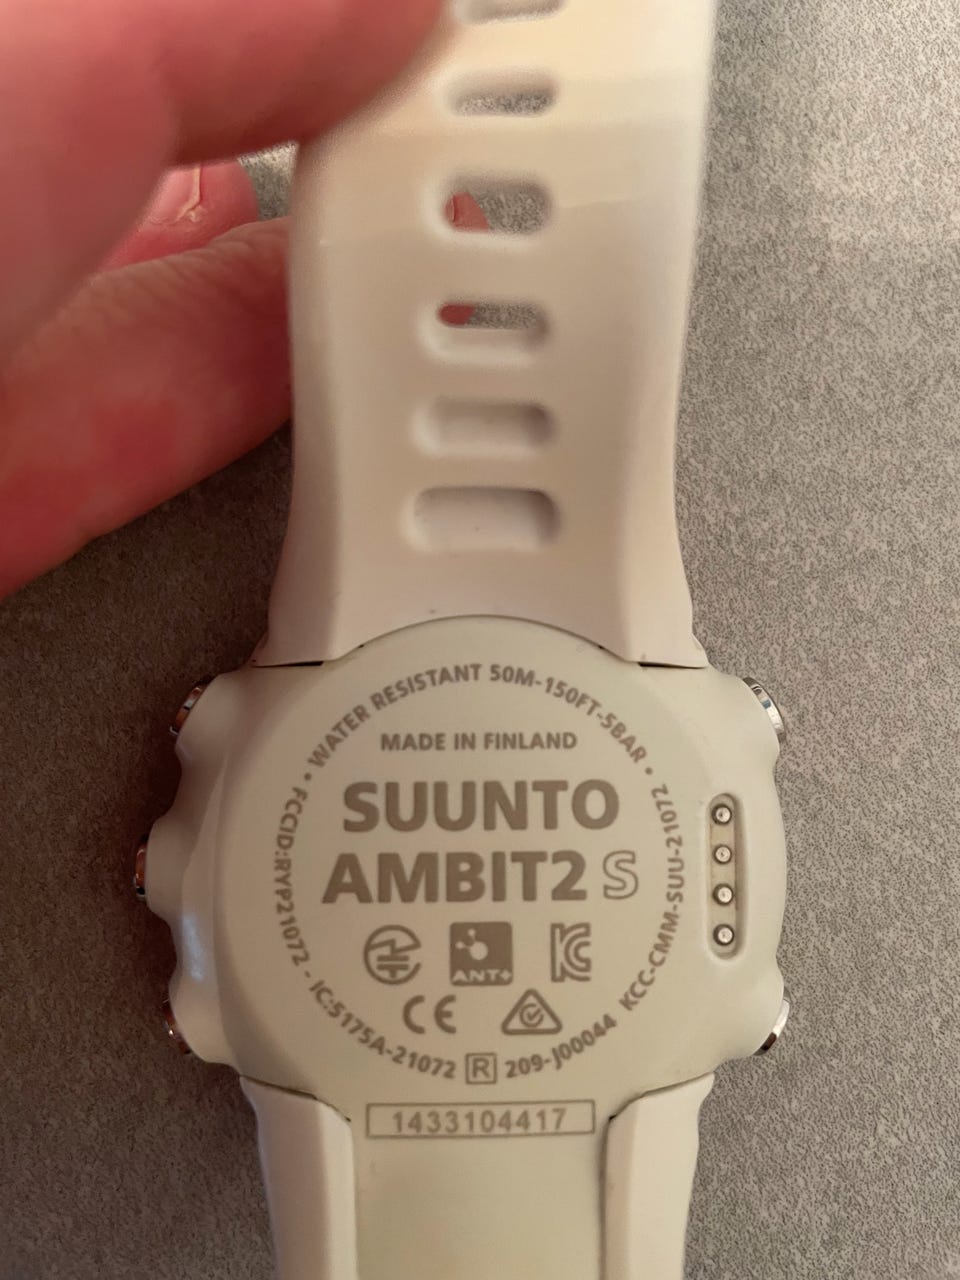 • WATER RESISTANT 50M-150FT-5BAR •
MADE IN FINLAND
SUUNTO
AMBIT2 S
ANT+
CE
FCCID:RYP21072 - IC:5175A-21072 R 209-J00044 KCC-CMM-SUU-21072
1433104417